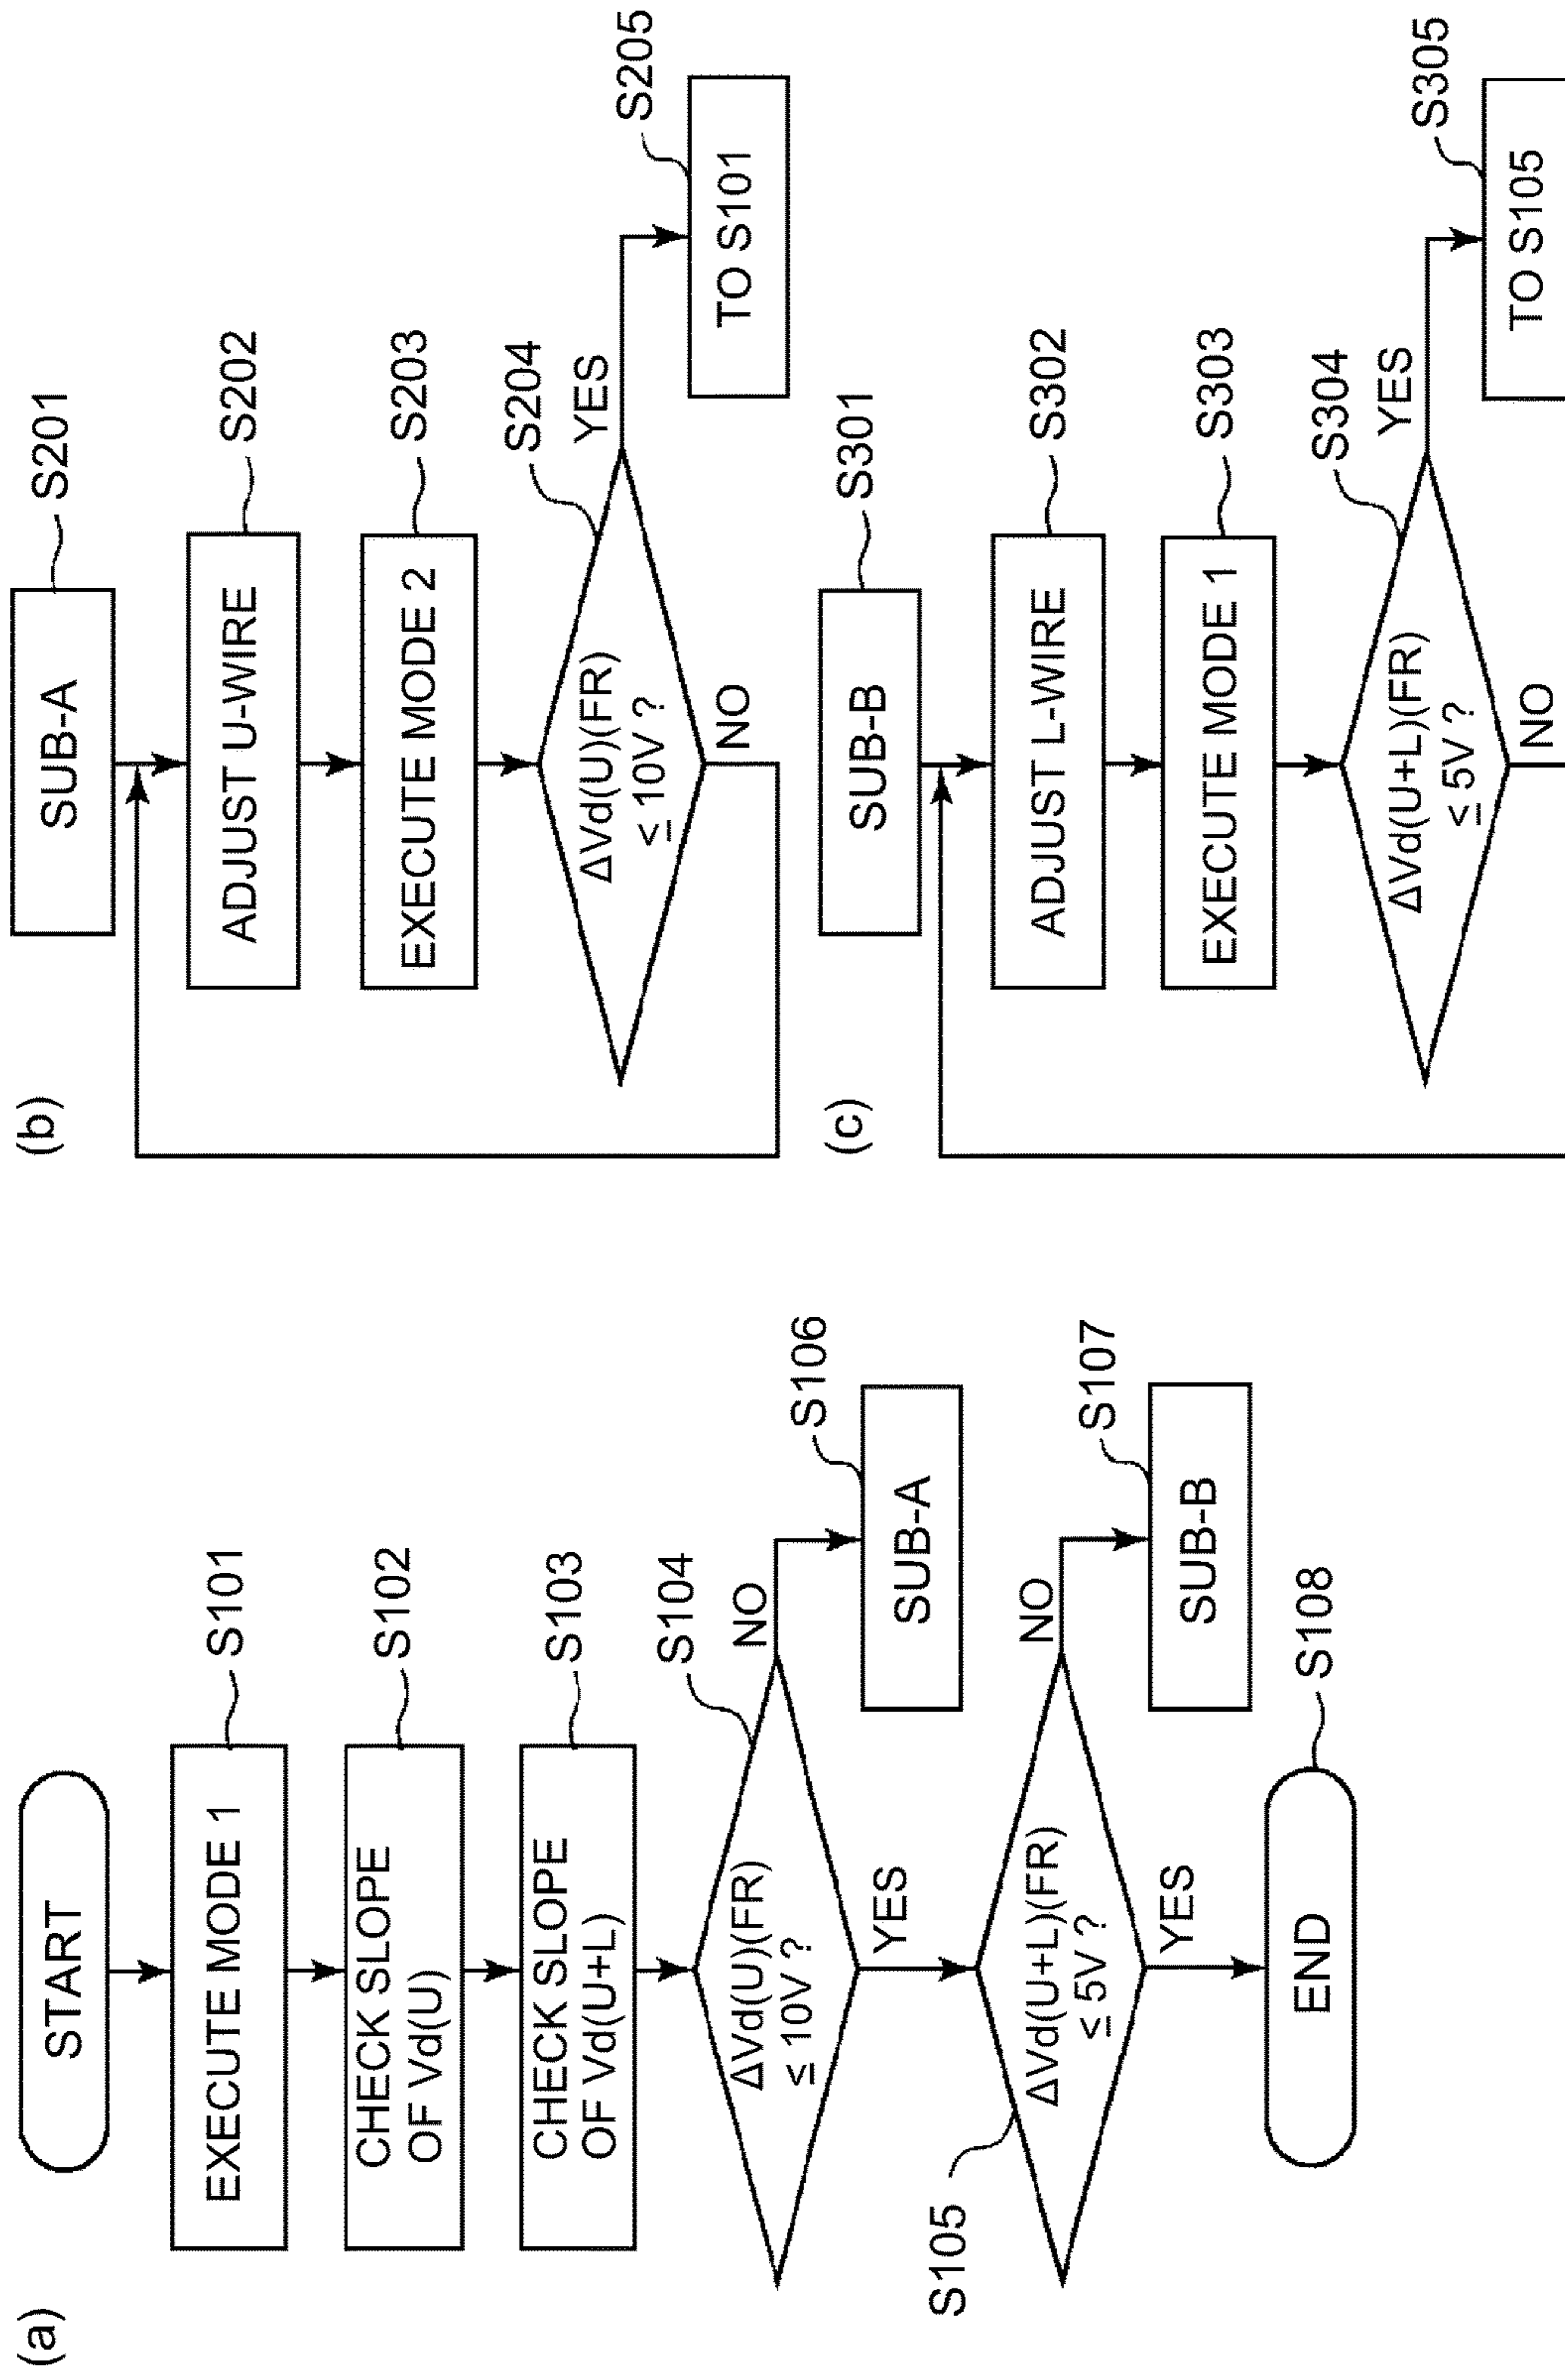 (a)
START
EXECUTE MODE 1
S101
CHECK SLOPE
OF Vd(U)
S102
CHECK SLOPE
OF Vd(U+L)
S103
ΔVd(U)(FR)
≤ 10V ?
S104
NO
S106
SUB-A
YES
S105
ΔVd(U+L)(FR)
≤ 5V ?
NO
S107
SUB-B
YES
END
S108
(b)
SUB-A
S201
ADJUST U-WIRE
S202
EXECUTE MODE 2
S203
ΔVd(U)(FR)
≤ 10V ?
S204
YES
S205
TO S101
NO
(c)
SUB-B
S301
ADJUST L-WIRE
S302
EXECUTE MODE 1
S303
ΔVd(U+L)(FR)
≤ 5V ?
S304
YES
S305
TO S105
NO